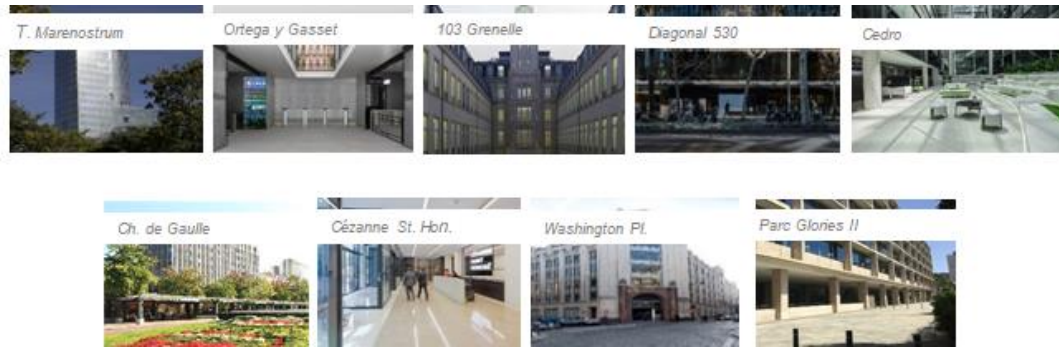 T. Marenostrum
Ortega y Gasset
103 Grenelle
Diagonal 530
Cedro
Ch. de Gaulle
Cézanne St. Hon.
Washington Pl.
Parc Glories II